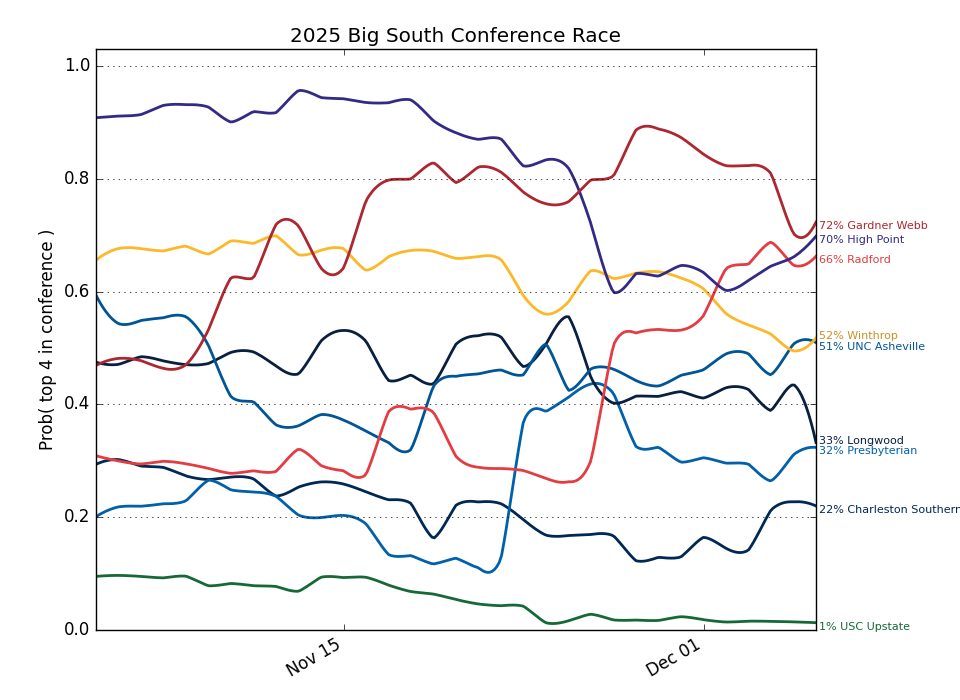 2025 Big South Conference Race
Prob( top 4 in conference )
1.0
0.8
0.6
0.4
0.2
0.0
Nov 15
Dec 01
72% Gardner Webb
70% High Point
66% Radford
52% Winthrop
51% UNC Asheville
33% Longwood
32% Presbyterian
22% Charleston Southern
1% USC Upstate